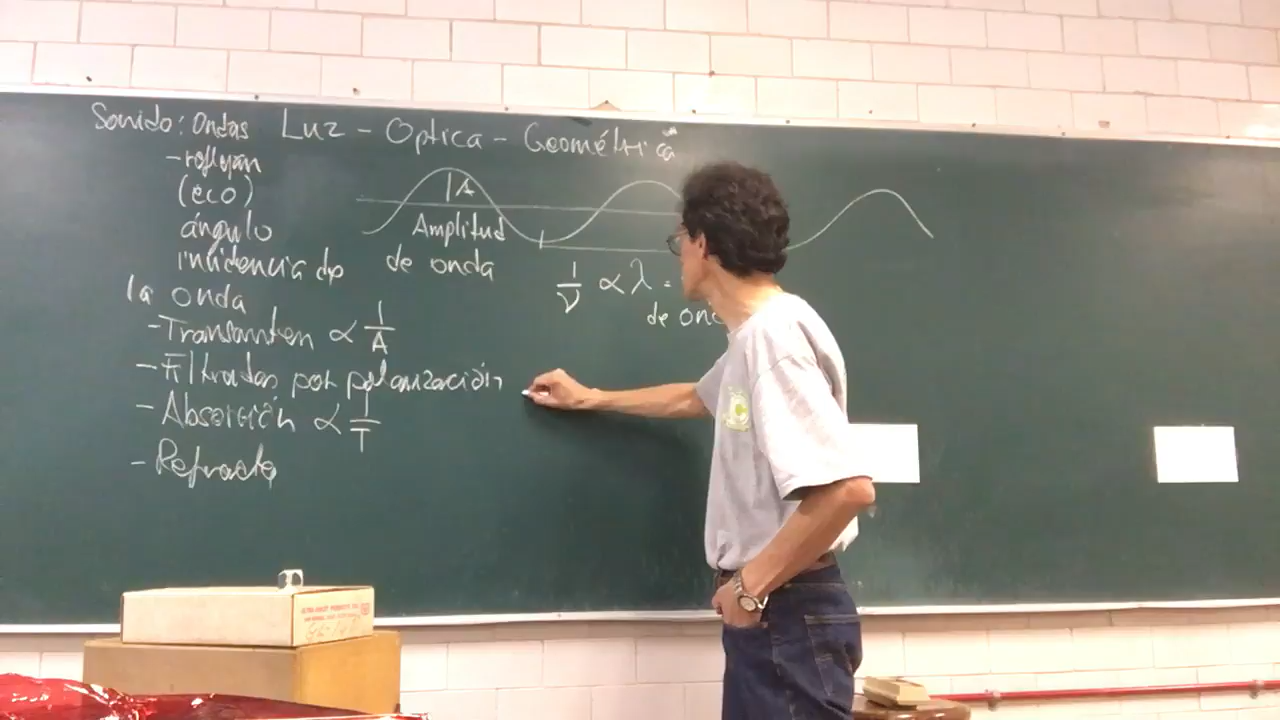 Sonido: Ondas
Luz - Optica - Geométrica
- reflejan
(eco)
ángulo
incidencia de
la onda
- Transmiten ∝ 1/A
- Filtradas por polarización
- Absorción ∝ 1/T
- Refracta
A
Amplitud
de onda
1/ν ∝ λ =
de ond